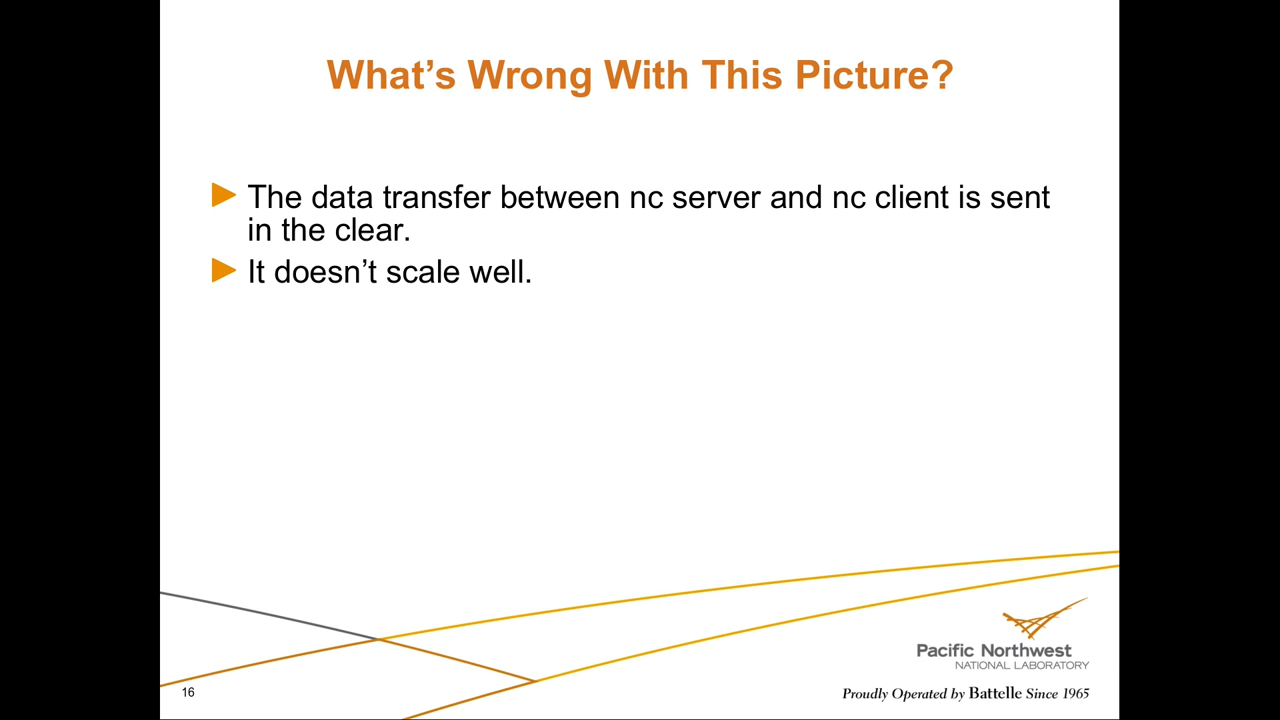 What’s Wrong With This Picture?
The data transfer between nc server and nc client is sent
in the clear.
It doesn’t scale well.
Pacific Northwest
NATIONAL LABORATORY
16
Proudly Operated by Battelle Since 1965